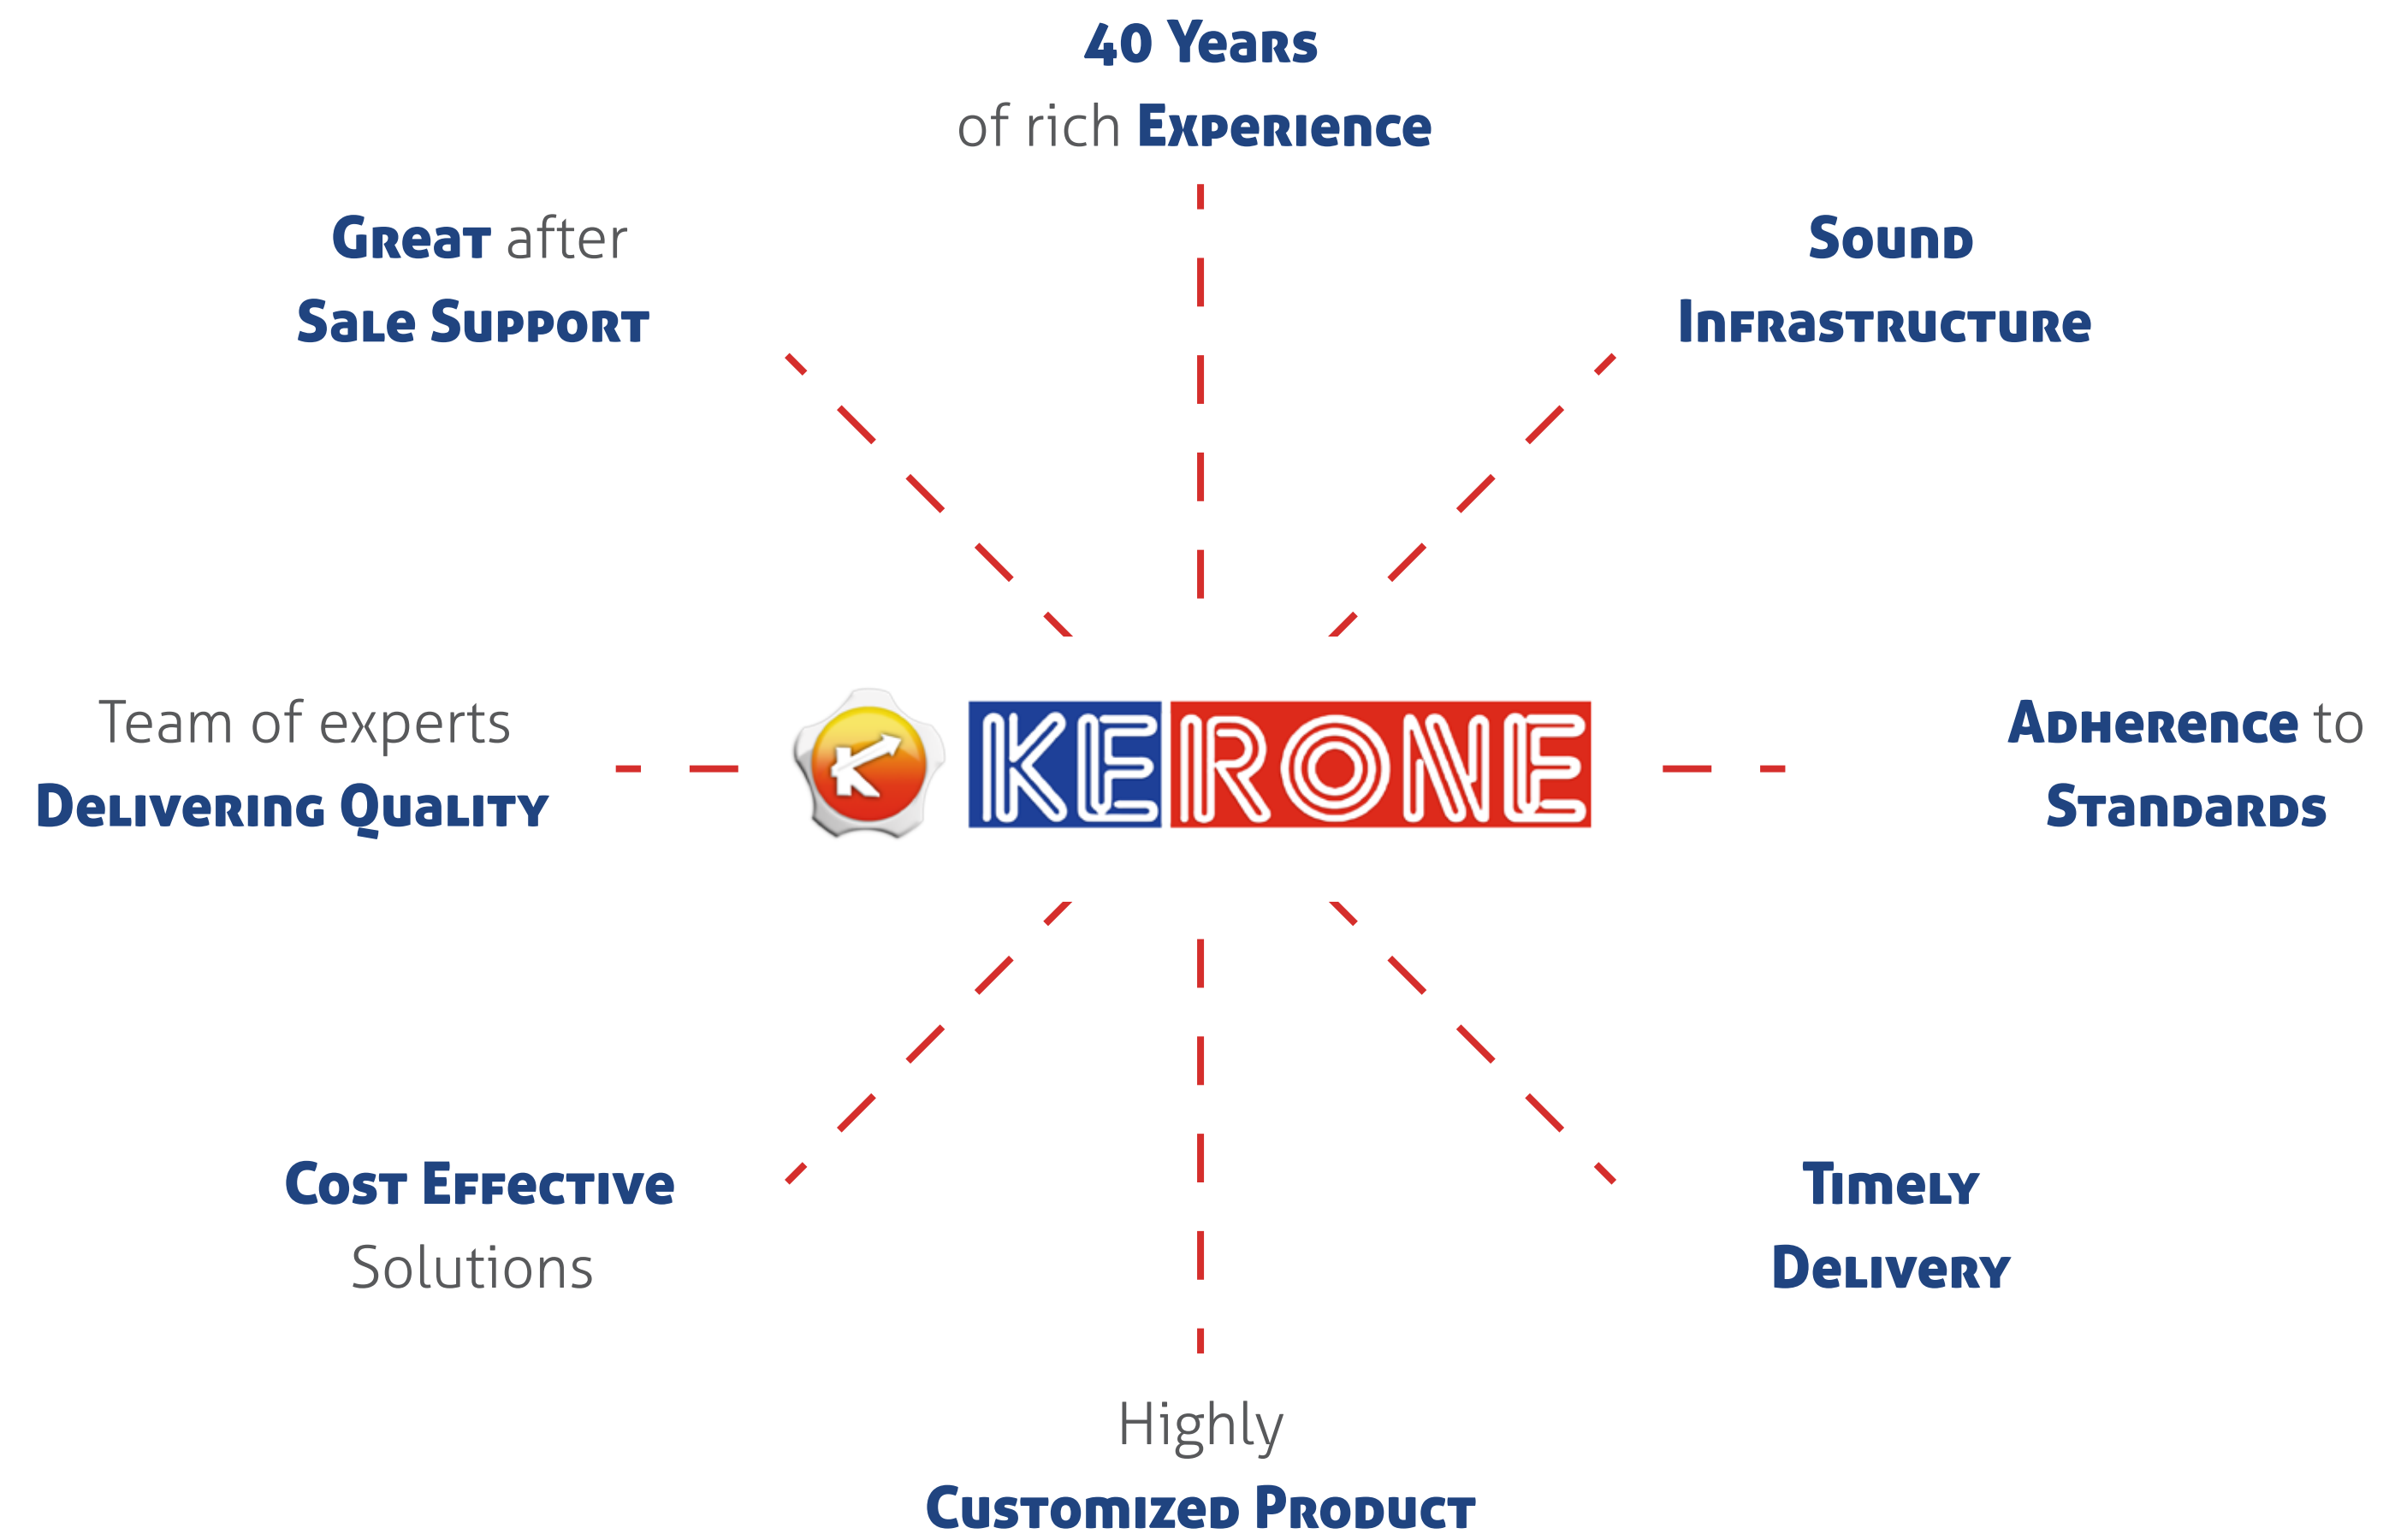 40 Years
of rich Experience
Great after
Sale Support
Sound
Infrastructure
Team of experts
Delivering Quality
K KERONE
Adherence to
Standards
Cost Effective
Solutions
Timely
Delivery
Highly
Customized Product